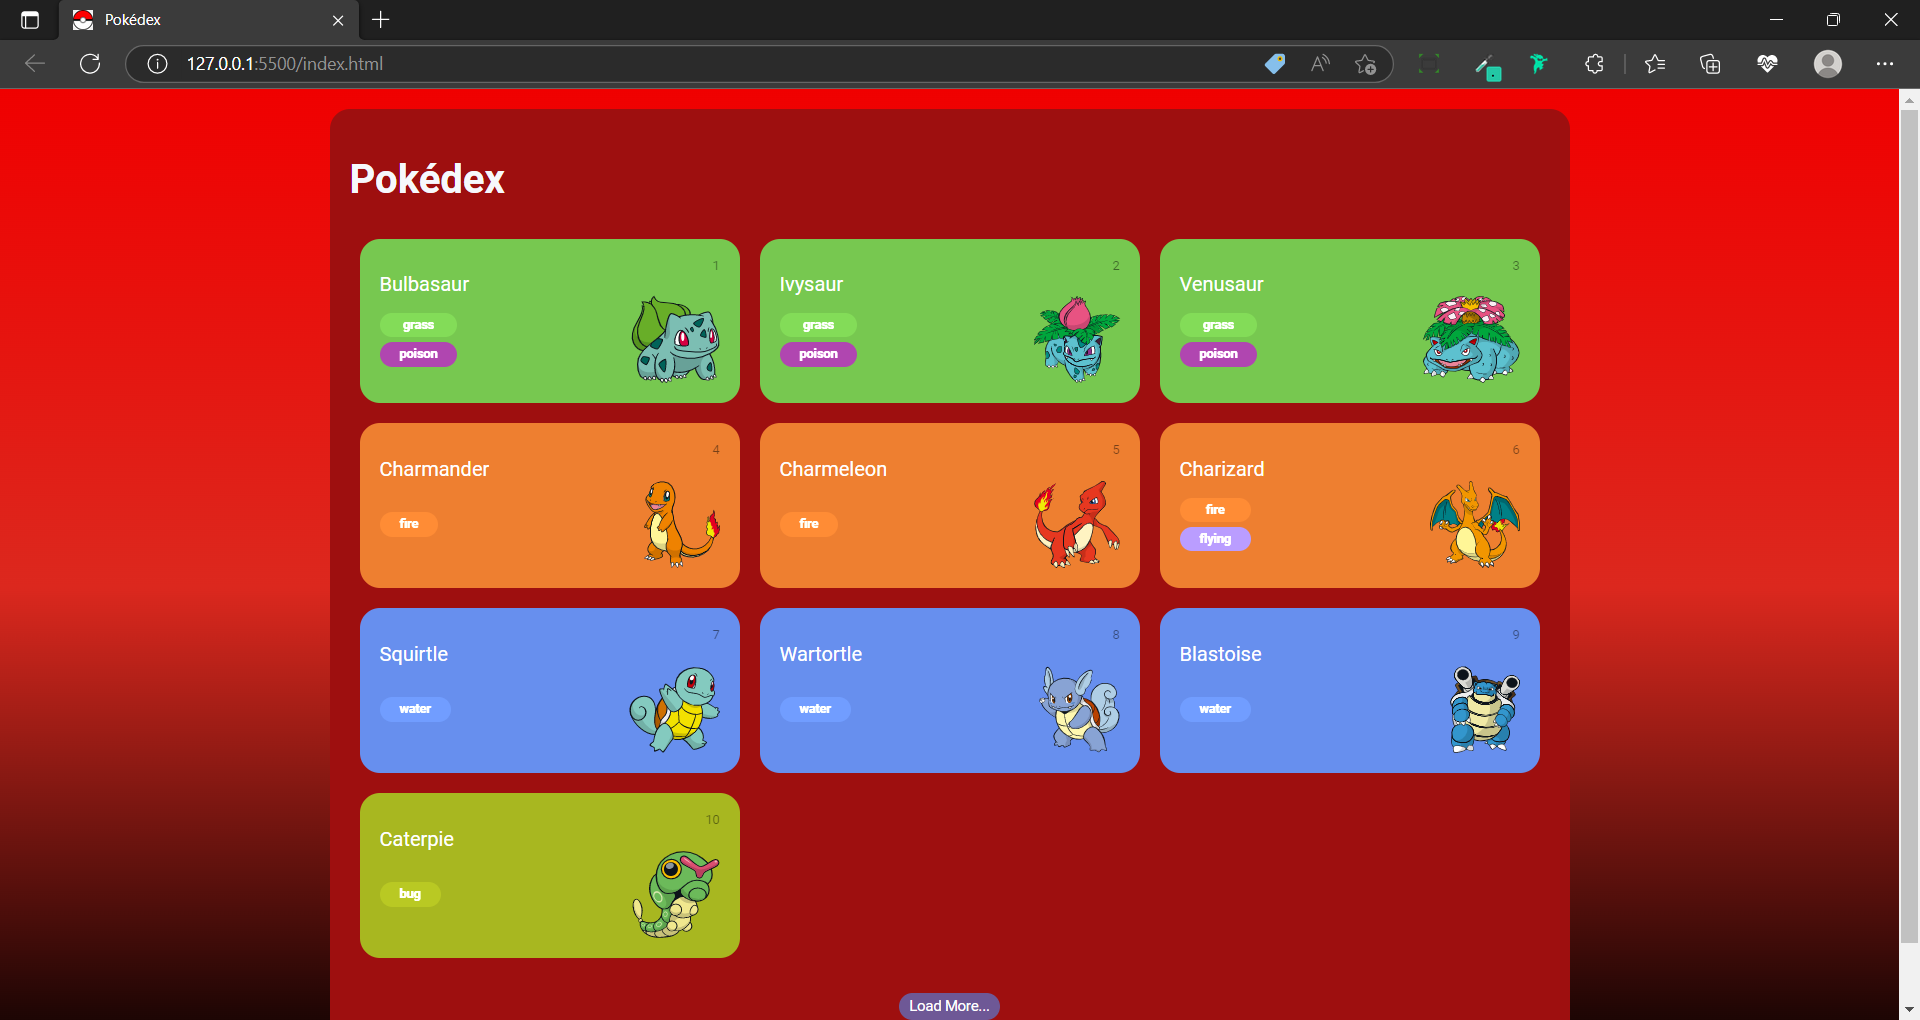 Pokédex
127.0.0.1:5500/index.html
Pokédex
1
Bulbasaur
grass
poison
2
Ivysaur
grass
poison
3
Venusaur
grass
poison
4
Charmander
fire
5
Charmeleon
fire
6
Charizard
fire
flying
7
Squirtle
water
8
Wartortle
water
9
Blastoise
water
10
Caterpie
bug
Load More...